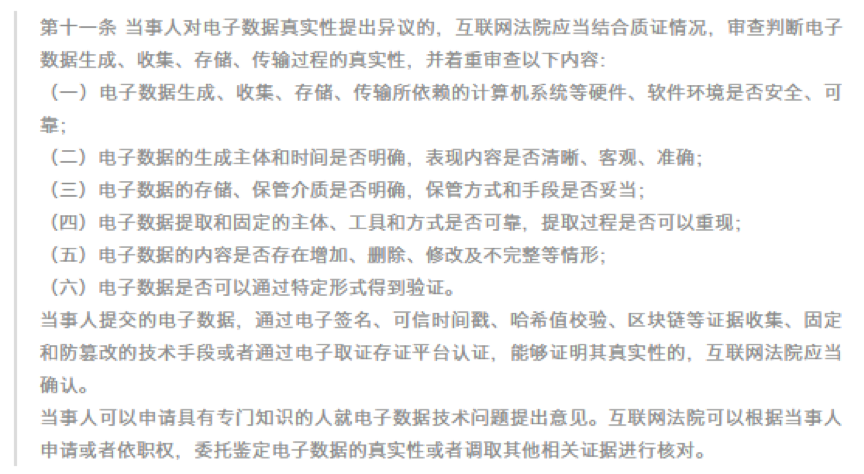 第十一条 当事人对电子数据真实性提出异议的，互联网法院应当结合质证情况，审查判断电子
数据生成、收集、存储、传输过程的真实性，并着重审查以下内容：
（一）电子数据生成、收集、存储、传输所依赖的计算机系统等硬件、软件环境是否安全、可
靠；
（二）电子数据的生成主体和时间是否明确，表现内容是否清晰、客观、准确；
（三）电子数据的存储、保管介质是否明确，保管方式和手段是否妥当；
（四）电子数据提取和固定的主体、工具和方式是否可靠，提取过程是否可以重现；
（五）电子数据的内容是否存在增加、删除、修改及不完整等情形；
（六）电子数据是否可以通过特定形式得到验证。
当事人提交的电子数据，通过电子签名、可信时间戳、哈希值校验、区块链等证据收集、固定
和防篡改的技术手段或者通过电子取证存证平台认证，能够证明其真实性的，互联网法院应当
确认。
当事人可以申请具有专门知识的人就电子数据技术问题提出意见。互联网法院可以根据当事人
申请或者依职权，委托鉴定电子数据的真实性或者调取其他相关证据进行核对。